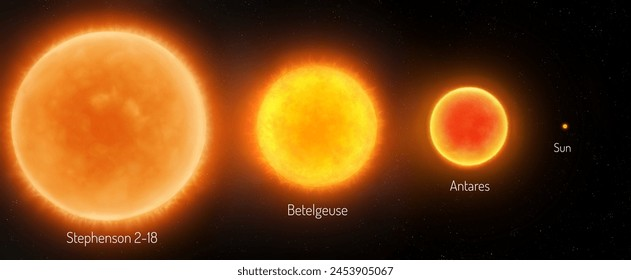 Stephenson 2-18
Betelgeuse
Antares
Sun
shutterstock.com · 2453905067